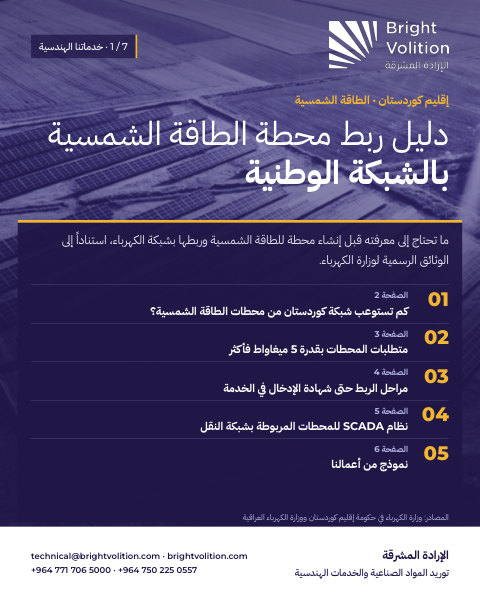 Bright
Volition
الإرادة المشرقة
1 / 7 · خدماتنا الهندسية
إقليم كوردستان · الطاقة الشمسية
دليل ربط محطة الطاقة الشمسية
بالشبكة الوطنية
ما تحتاج إلى معرفته قبل إنشاء محطة للطاقة الشمسية وربطها بشبكة الكهرباء، استناداً إلى
الوثائق الرسمية لوزارة الكهرباء.
01
الصفحة 2
كم تستوعب شبكة كوردستان من محطات الطاقة الشمسية؟
02
الصفحة 3
متطلبات المحطات بقدرة 5 ميغاواط فأكثر
03
الصفحة 4
مراحل الربط حتى شهادة الإدخال في الخدمة
04
الصفحة 5
نظام SCADA للمحطات المربوطة بشبكة النقل
05
الصفحة 6
نموذج من أعمالنا
المصادر: وزارة الكهرباء في حكومة إقليم كوردستان ووزارة الكهرباء العراقية
الإرادة المشرقة
توريد المواد الصناعية والخدمات الهندسية
technical@brightvolition.com · brightvolition.com
+964 771 706 5000 · +964 750 225 0557